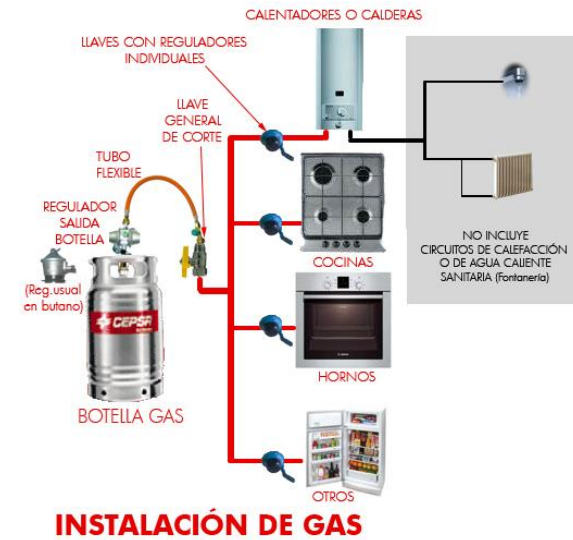 CALENTADORES O CALDERAS
LLAVES CON REGULADORES
INDIVIDUALES
LLAVE
GENERAL
DE CORTE
TUBO
FLEXIBLE
REGULADOR
SALIDA
BOTELLA
(Reg.usual
en butano)
CEPSA
BOTELLA GAS
COCINAS
HORNOS
OTROS
NO INCLUYE
CIRCUITOS DE CALEFACCIÓN
O DE AGUA CALIENTE
SANITARIA (Fontanería)
INSTALACIÓN DE GAS